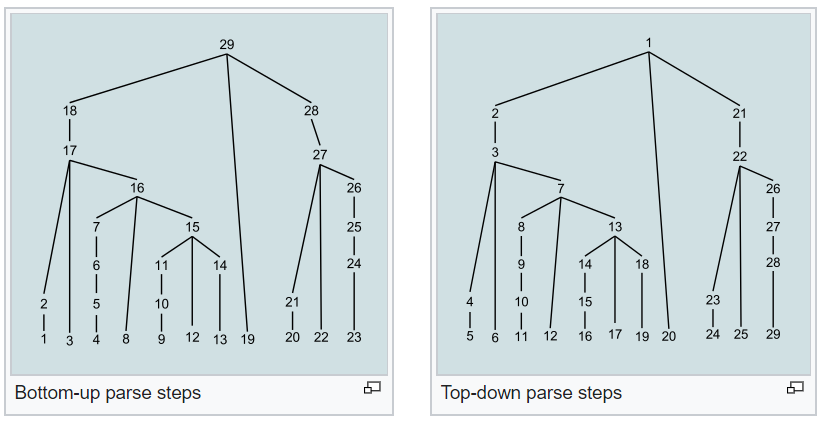 29
18 28
17 27
16 26
7 15 25
6 11 14 24
2 5 10 21
1 3 4 8 9 12 13 19 20 22 23
Bottom-up parse steps
1
2 21
3 22
7 26
8 13 27
9 14 18 28
4 10 15 23
5 6 11 12 16 17 19 20 24 25 29
Top-down parse steps